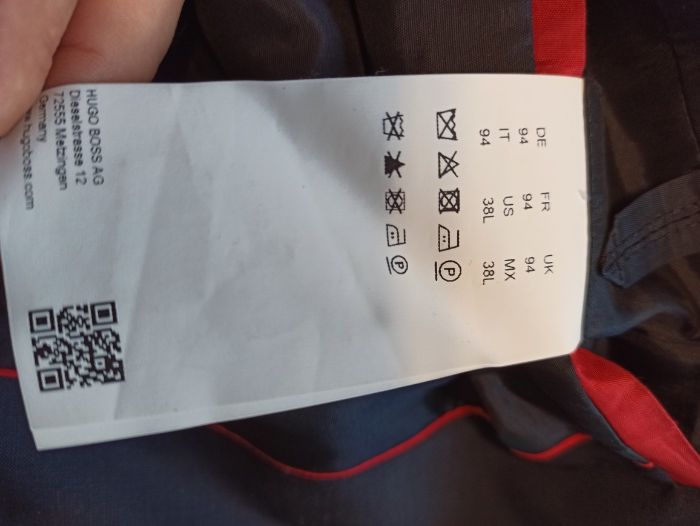 DE FR UK
94 94 94
IT US MX
94 38L 38L
P
P
HUGO BOSS AG
Dieselstrasse 12
72555 Metzingen
Germany
.hugoboss.com